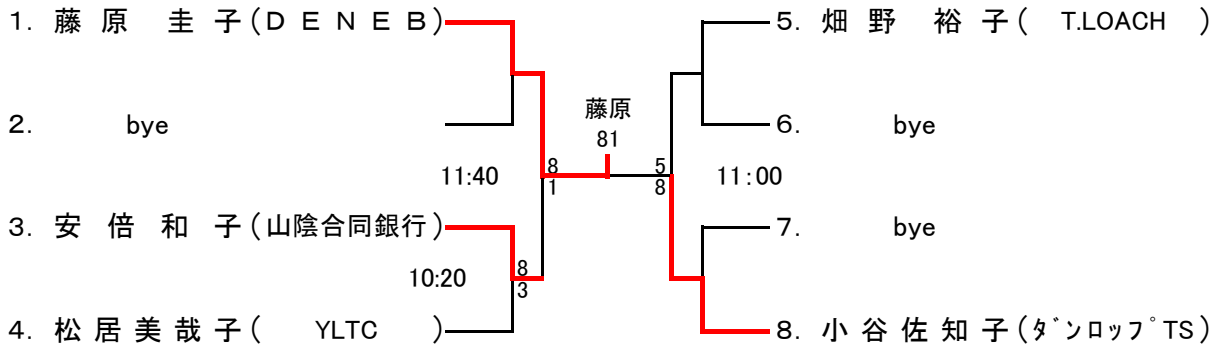 1. 藤原 圭子(DENEB)
2. bye
11:40
8
1
3. 安倍和子(山陰合同銀行)
10:20
8
3
4. 松居美哉子( YLTC )
藤原
81
5. 畑野 裕子( T.LOACH )
6. bye
5
8
11:00
7. bye
8. 小谷佐知子(ﾀﾞﾝﾛｯﾌﾟTS)